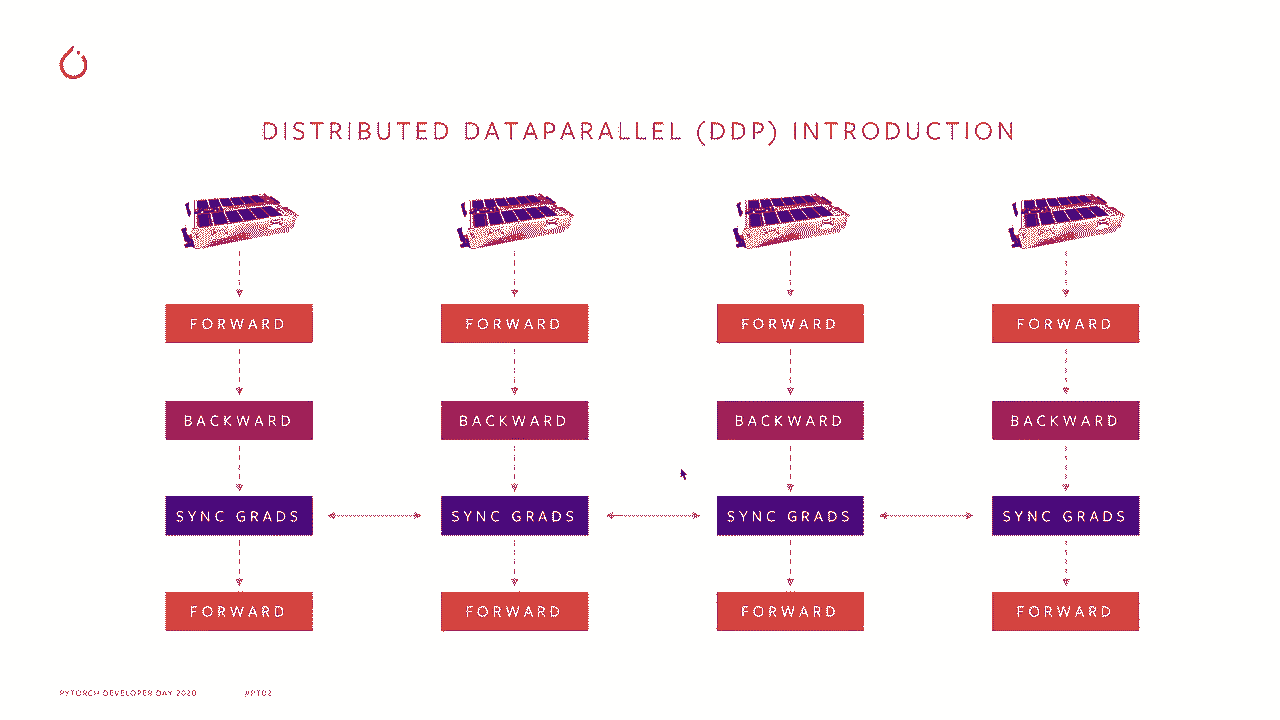 DISTRIBUTED DATAPARALLEL (DDP) INTRODUCTION
FORWARD FORWARD FORWARD FORWARD
BACKWARD BACKWARD BACKWARD BACKWARD
SYNC GRADS SYNC GRADS SYNC GRADS SYNC GRADS
FORWARD FORWARD FORWARD FORWARD
PYTORCH DEVELOPER DAY 2020 #PTD2